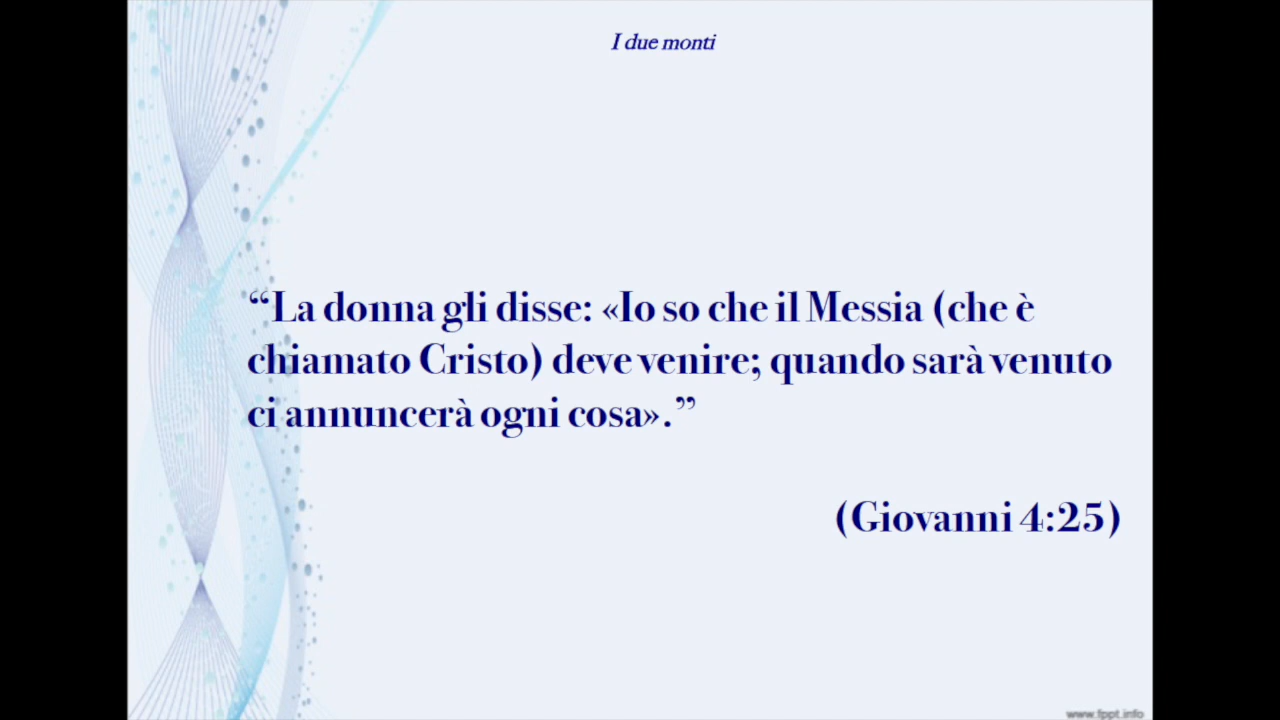 I due monti
“La donna gli disse: «Io so che il Messia (che è
chiamato Cristo) deve venire; quando sarà venuto
ci annuncerà ogni cosa».”
(Giovanni 4:25)
www.fppt.info